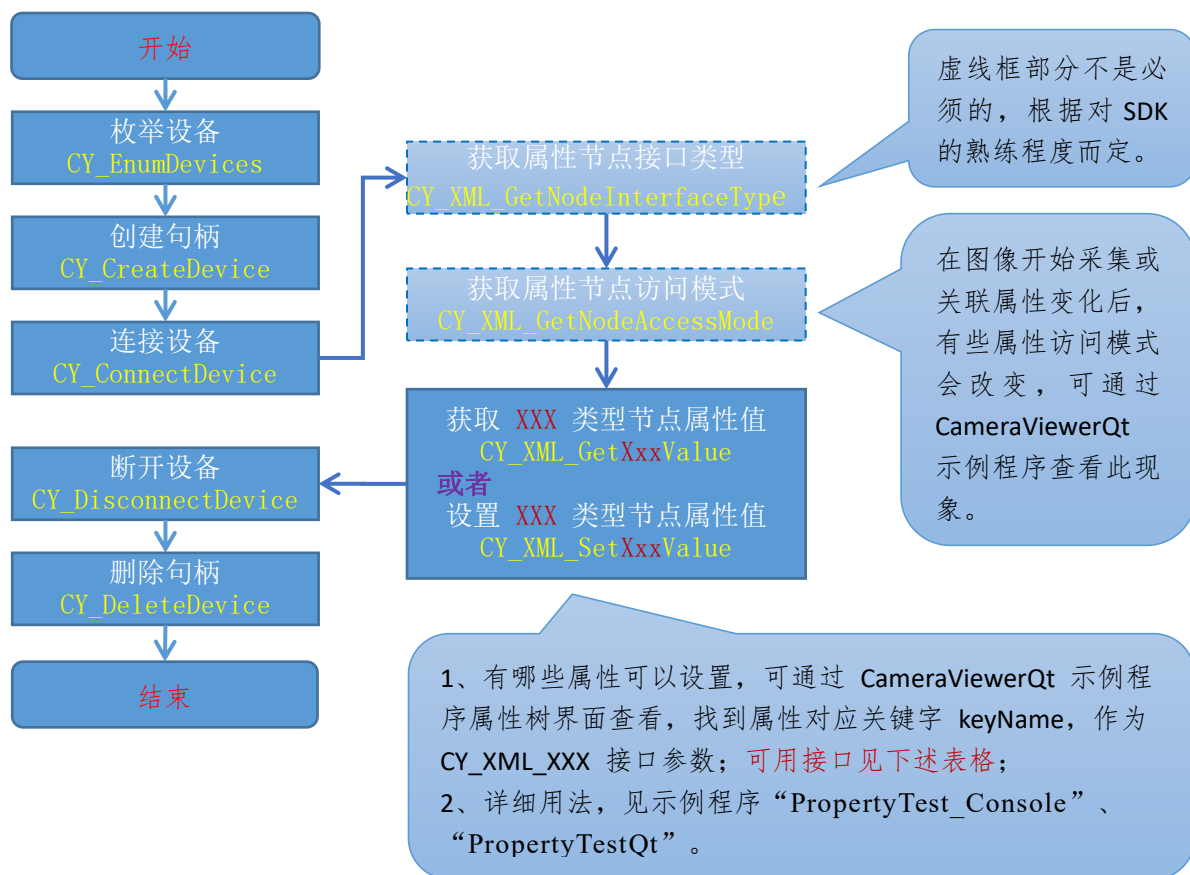 开始
枚举设备
CY_EnumDevices
创建句柄
CY_CreateDevice
连接设备
CY_ConnectDevice
获取属性节点接口类型
CY_XML_GetNodeInterfaceType
获取属性节点访问模式
CY_XML_GetNodeAccessMode
获取 XXX 类型节点属性值
CY_XML_GetXxxValue
或者
设置 XXX 类型节点属性值
CY_XML_SetXxxValue
断开设备
CY_DisconnectDevice
删除句柄
CY_DeleteDevice
结束
虚线框部分不是必
须的，根据对 SDK
的熟练程度而定。
在图像开始采集或
关联属性变化后，
有些属性访问模式
会改变，可通过
CameraViewerQt
示例程序查看此现
象。
1、有哪些属性可以设置，可通过 CameraViewerQt 示例程
序属性树界面查看，找到属性对应关键字 keyName，作为
CY_XML_XXX 接口参数；可用接口见下述表格；
2、详细用法，见示例程序“PropertyTest_Console”、
“PropertyTestQt”。